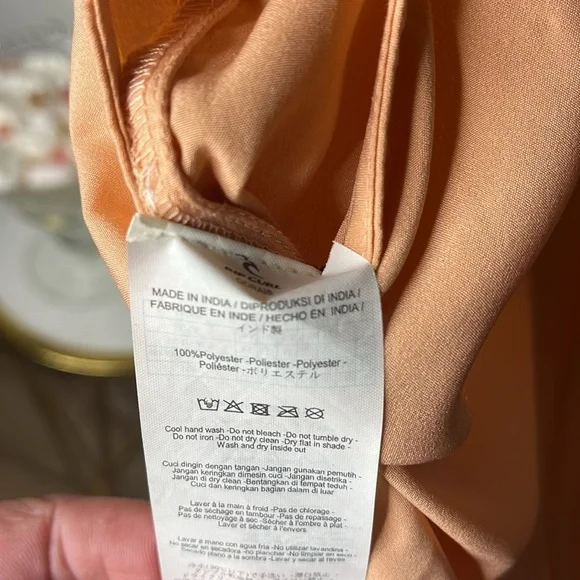 RIP CURL
MADE IN INDIA / DIPRODUKSI DI INDIA /
FABRIQUE EN INDE / HECHO EN INDIA /
インド製
100%Polyester -Poliester -Polyester -
Poliéster -ポリエステル
Cool hand wash -Do not bleach -Do not tumble dry -
Do not iron -Do not dry clean -Dry flat in shade -
Wash and dry inside out
Cuci dingin dengan tangan -Jangan gunakan pemutih -
Jangan keringkan dimesin cuci -Jangan disetrika -
Jangan di dry clean -Bentangkan di tempat teduh -
Cuci dan keringkan bagian dalam di luar
Laver à la main à froid -Pas de chlorage -
Pas de séchage en tambour -Pas de repassage -
Pas de nettoyage à sec -Sécher à l'ombre à plat -
Laver et sécher à l'envers
Lavar a mano con agua fria -No utilizar lavandina -
No secar en secadora -no planchar -No limpiar en seco -
Secado plano a la sombra -Lavar y secar del revés